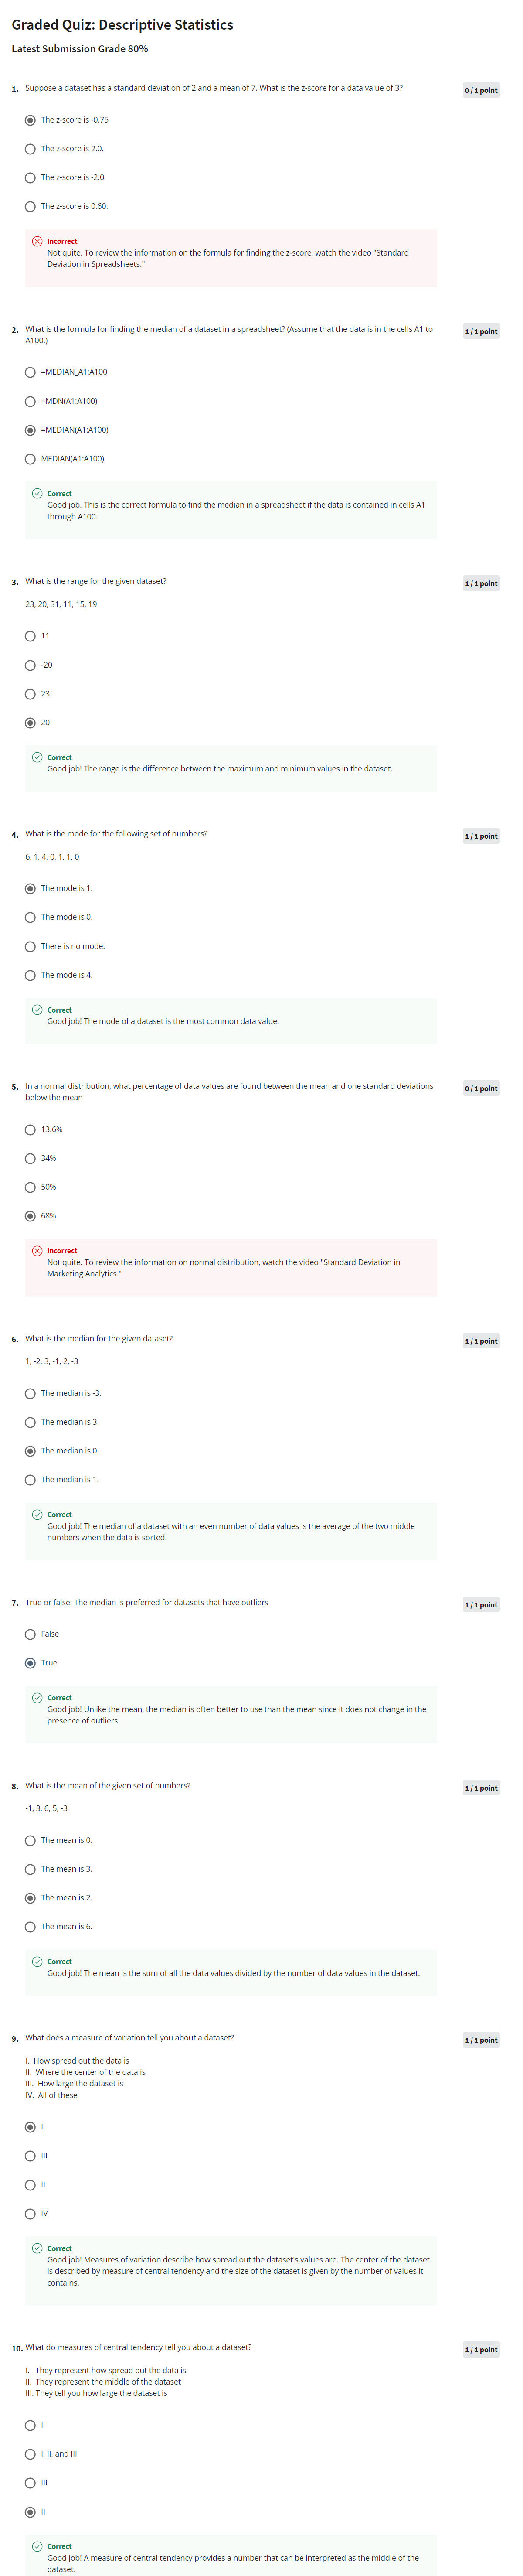 Graded Quiz: Descriptive Statistics
Latest Submission Grade 80%
1. Suppose a dataset has a standard deviation of 2 and a mean of 7. What is the z-score for a data value of 3?
0 / 1 point
The z-score is -0.75
The z-score is 2.0.
The z-score is -2.0
The z-score is 0.60.
Incorrect
Not quite. To review the information on the formula for finding the z-score, watch the video "Standard
Deviation in Spreadsheets."
2. What is the formula for finding the median of a dataset in a spreadsheet? (Assume that the data is in the cells A1 to
A100.)
1 / 1 point
=MEDIAN_A1:A100
=MDN(A1:A100)
=MEDIAN(A1:A100)
MEDIAN(A1:A100)
Correct
Good job. This is the correct formula to find the median in a spreadsheet if the data is contained in cells A1
through A100.
3. What is the range for the given dataset?
1 / 1 point
23, 20, 31, 11, 15, 19
11
-20
23
20
Correct
Good job! The range is the difference between the maximum and minimum values in the dataset.
4. What is the mode for the following set of numbers?
1 / 1 point
6, 1, 4, 0, 1, 1, 0
The mode is 1.
The mode is 0.
There is no mode.
The mode is 4.
Correct
Good job! The mode of a dataset is the most common data value.
5. In a normal distribution, what percentage of data values are found between the mean and one standard deviations
below the mean
0 / 1 point
13.6%
34%
50%
68%
Incorrect
Not quite. To review the information on normal distribution, watch the video "Standard Deviation in
Marketing Analytics."
6. What is the median for the given dataset?
1 / 1 point
1, -2, 3, -1, 2, -3
The median is -3.
The median is 3.
The median is 0.
The median is 1.
Correct
Good job! The median of a dataset with an even number of data values is the average of the two middle
numbers when the data is sorted.
7. True or false: The median is preferred for datasets that have outliers
1 / 1 point
False
True
Correct
Good job! Unlike the mean, the median is often better to use than the mean since it does not change in the
presence of outliers.
8. What is the mean of the given set of numbers?
1 / 1 point
-1, 3, 6, 5, -3
The mean is 0.
The mean is 3.
The mean is 2.
The mean is 6.
Correct
Good job! The mean is the sum of all the data values divided by the number of data values in the dataset.
9. What does a measure of variation tell you about a dataset?
1 / 1 point
I. How spread out the data is
II. Where the center of the data is
III. How large the dataset is
IV. All of these
I
III
II
IV
Correct
Good job! Measures of variation describe how spread out the dataset's values are. The center of the dataset
is described by measure of central tendency and the size of the dataset is given by the number of values it
contains.
10. What do measures of central tendency tell you about a dataset?
1 / 1 point
I. They represent how spread out the data is
II. They represent the middle of the dataset
III. They tell you how large the dataset is
I
I, II, and III
III
II
Correct
Good job! A measure of central tendency provides a number that can be interpreted as the middle of the
dataset.